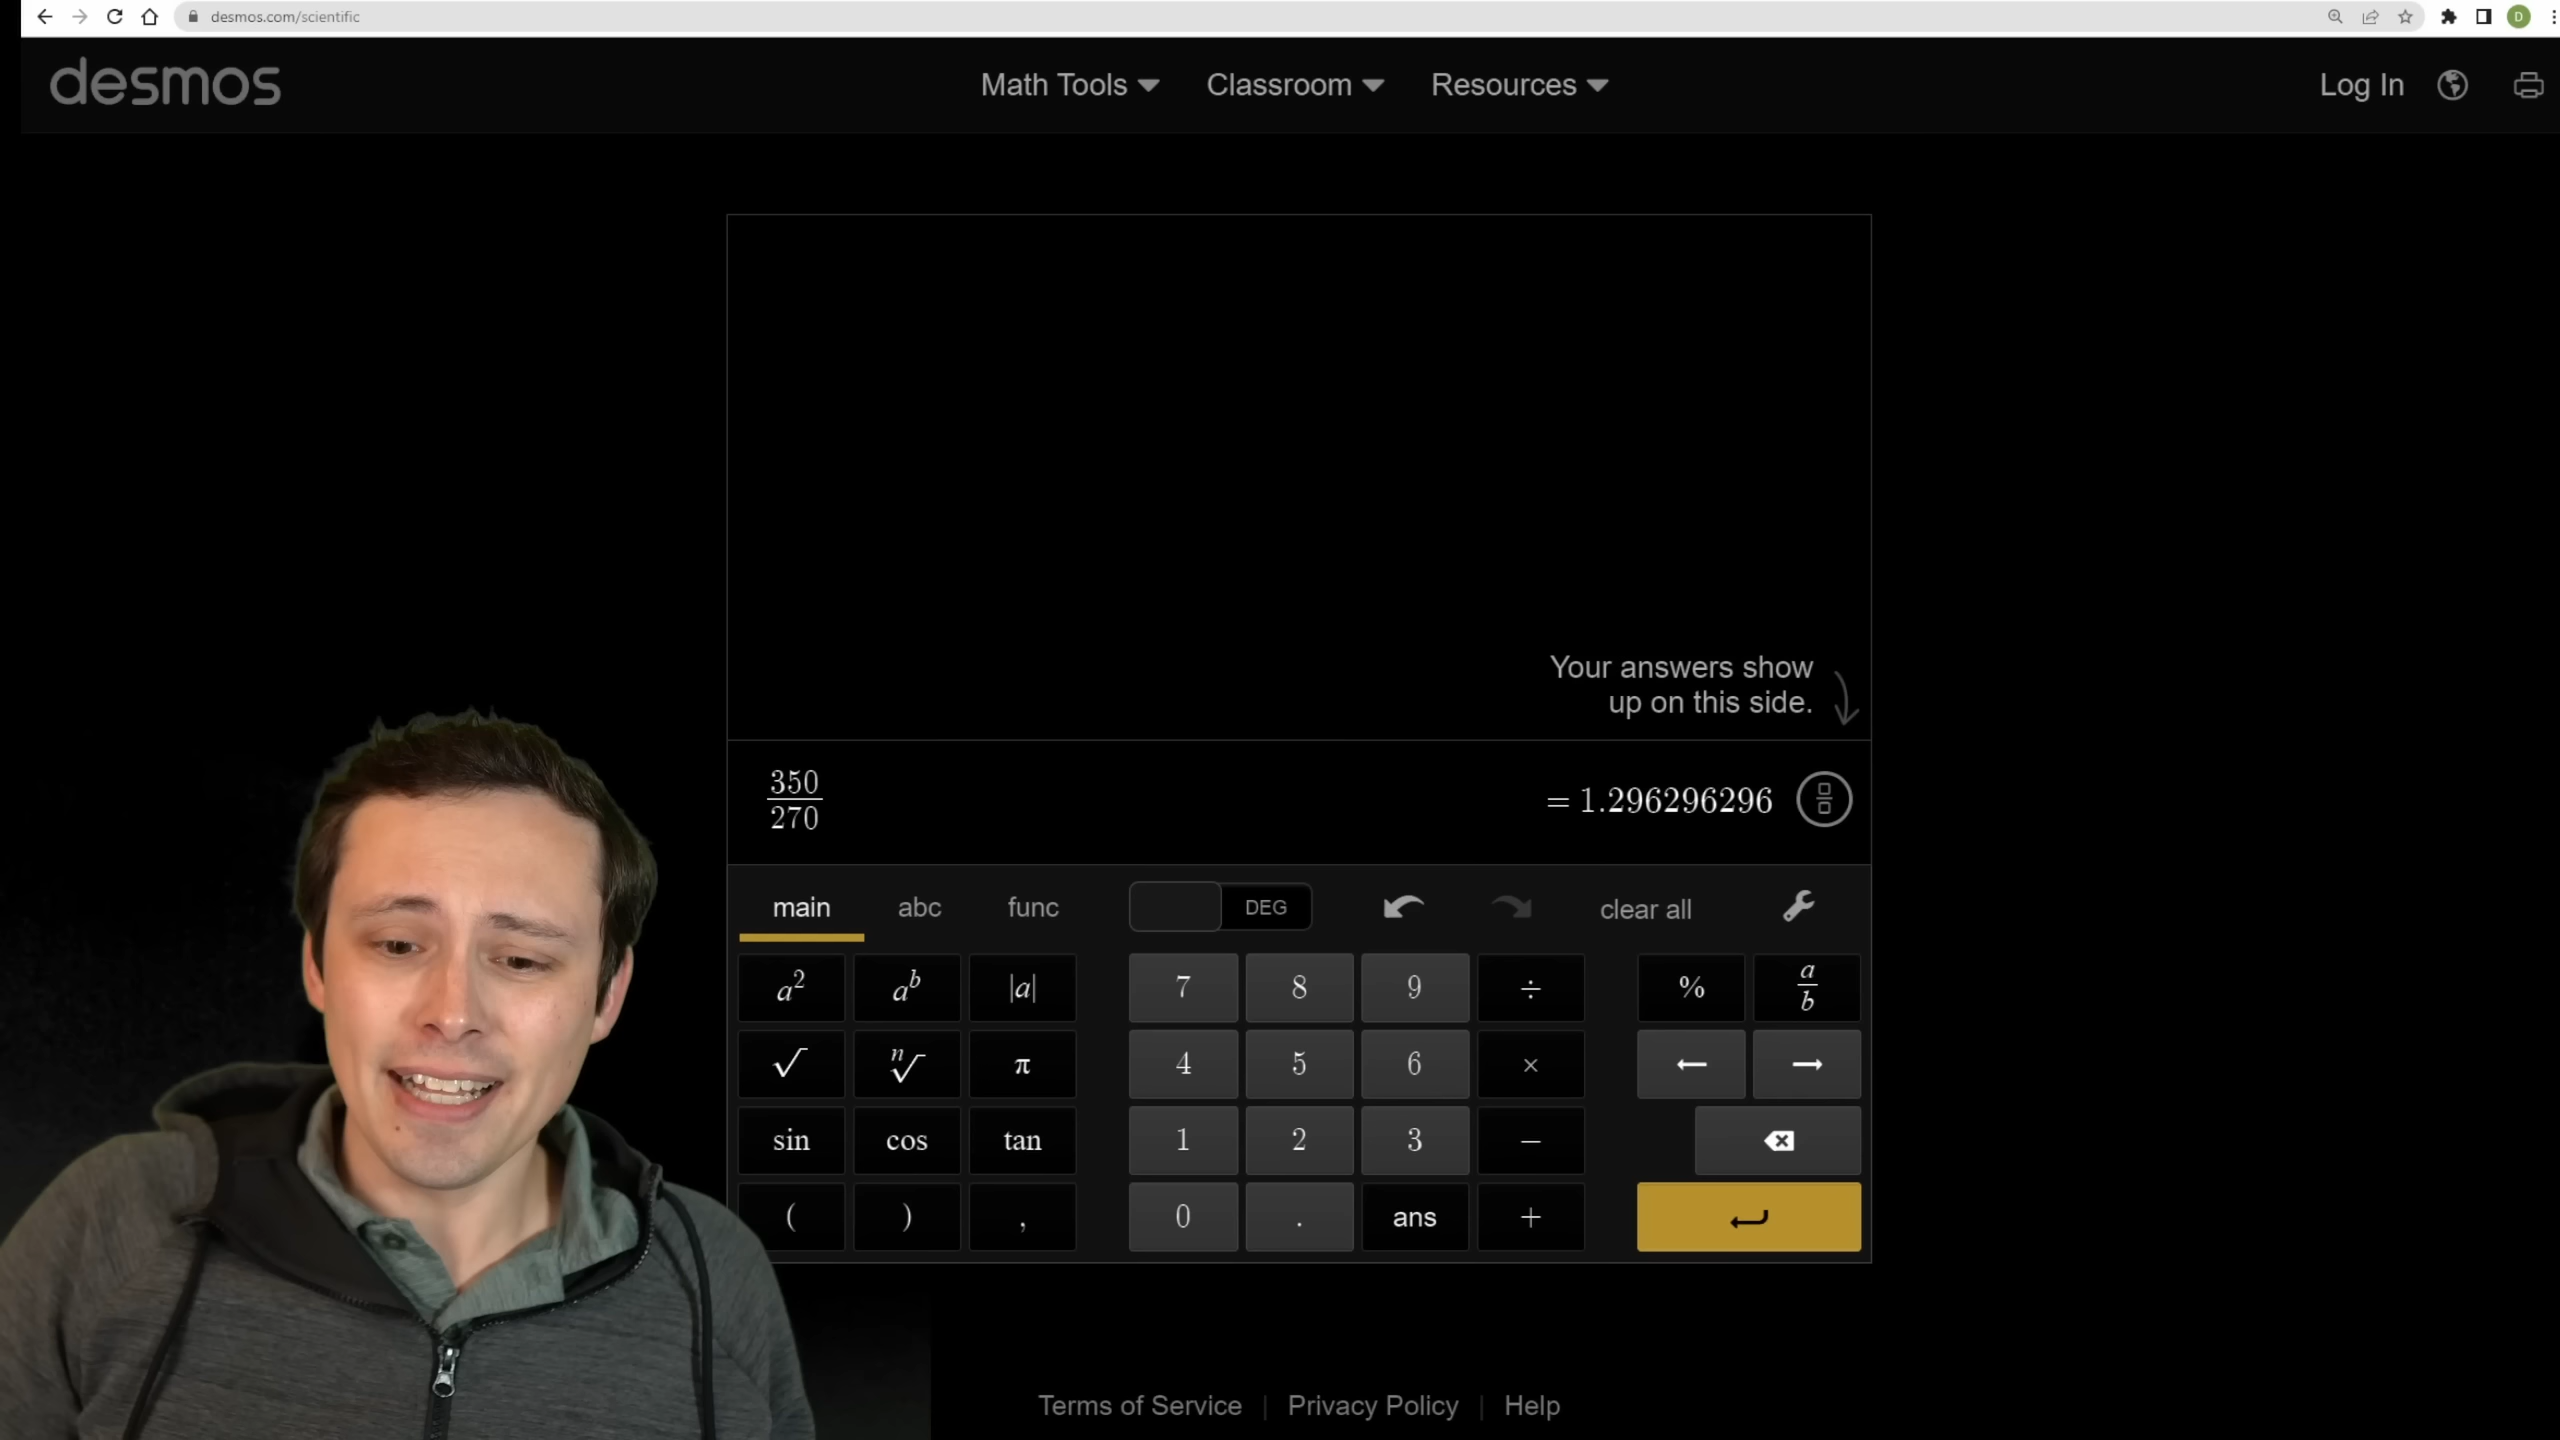 desmos.com/scientific
D
desmos
Math Tools
Classroom
Resources
Log In
Your answers show
up on this side.
350
270
= 1.296296296
main
abc
func
DEG
clear all
a²
aᵇ
|a|
7
8
9
÷
%
a
b
√
ⁿ√
π
4
5
6
×
←
→
sin
cos
tan
1
2
3
−
(
)
,
0
.
ans
+
Terms of Service | Privacy Policy | Help